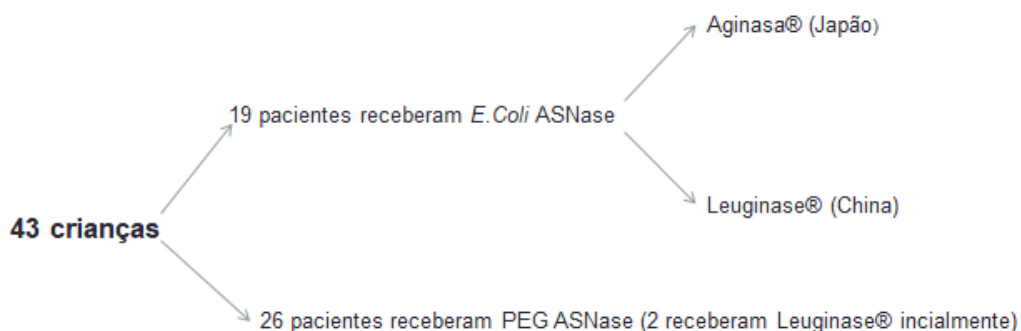 Aginasa® (Japão)
19 pacientes receberam E.Coli ASNase
Leuginase® (China)
43 crianças
26 pacientes receberam PEG ASNase (2 receberam Leuginase® incialmente)